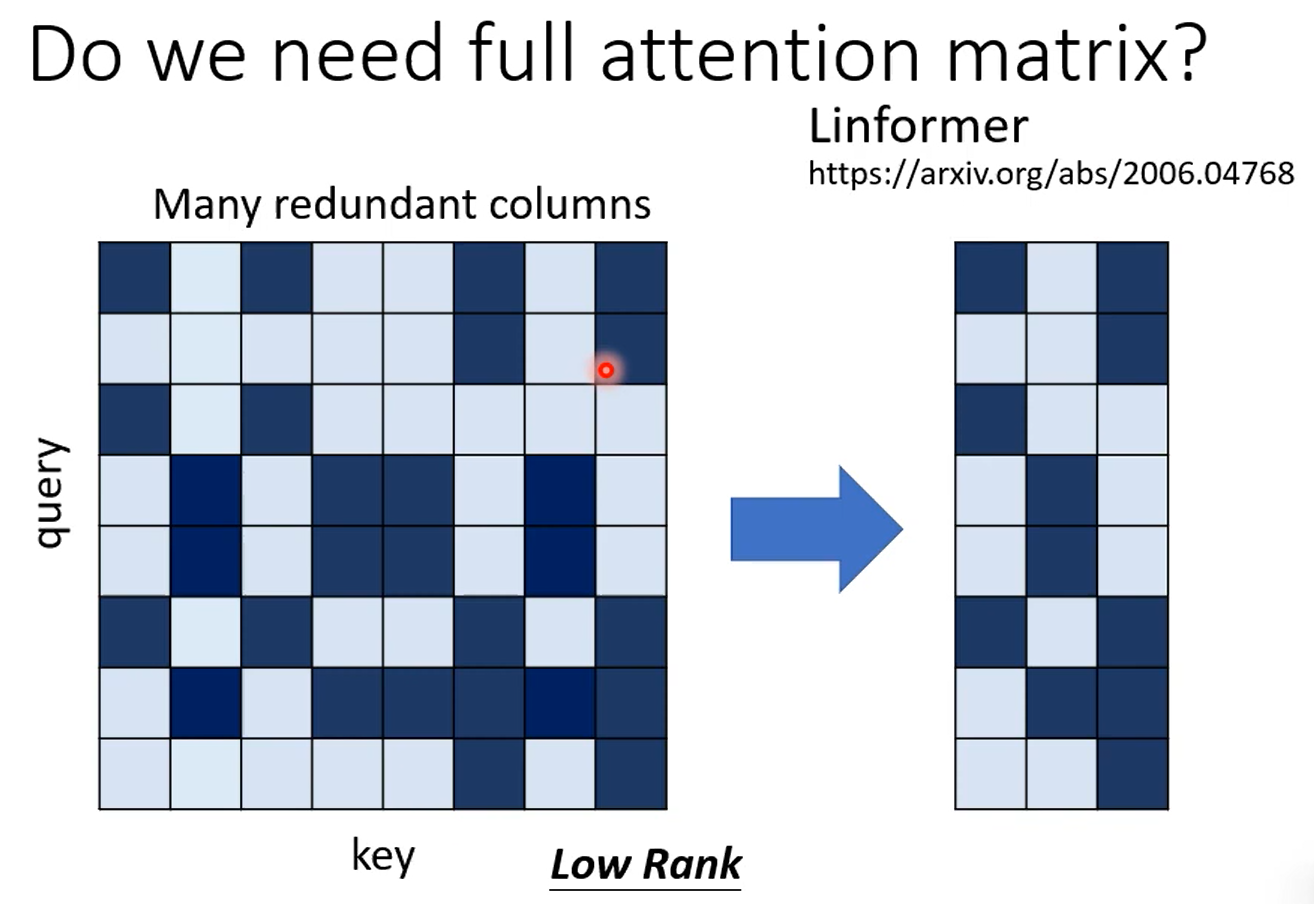 Do we need full attention matrix?
Linformer
https://arxiv.org/abs/2006.04768
Many redundant columns
query
key
Low Rank